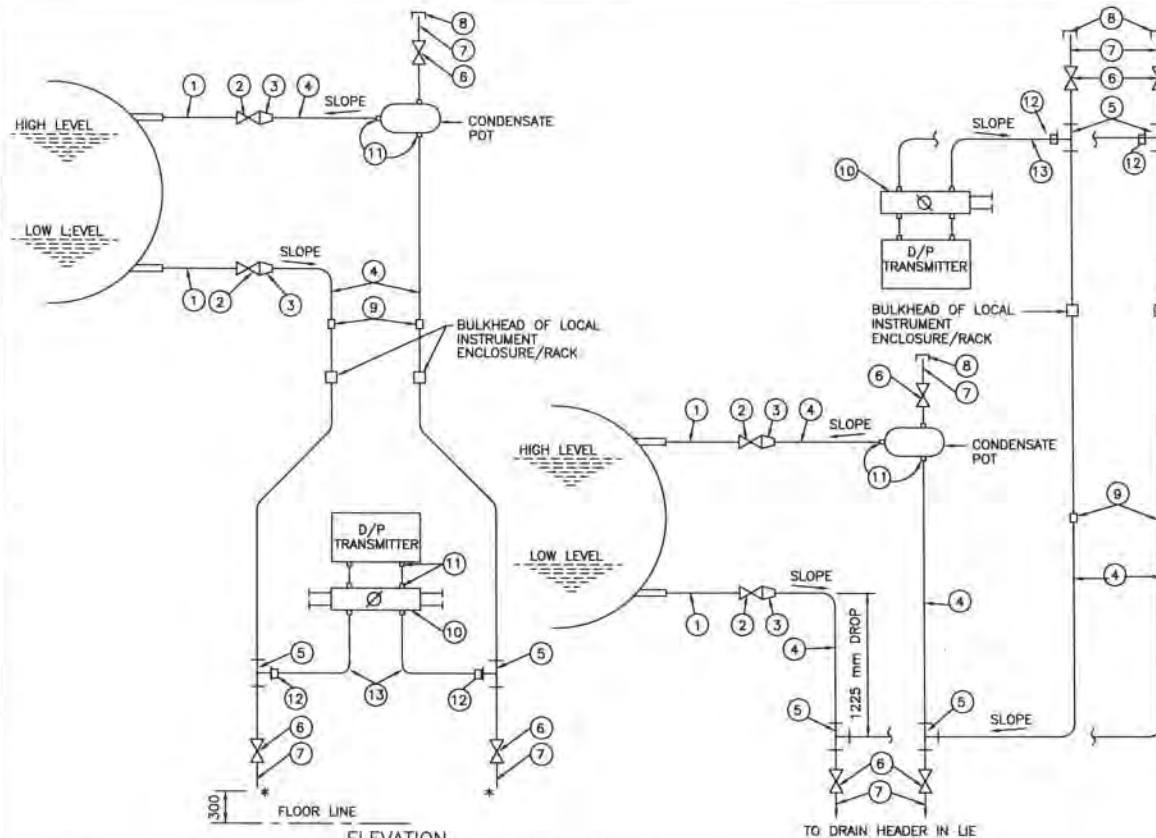 8
7
6
1
2
3
4
SLOPE
CONDENSATE
POT
11
HIGH LEVEL
LOW L;EVEL
SLOPE
1
2
3
4
9
BULKHEAD OF LOCAL
INSTRUMENT
ENCLOSURE/RACK
D/P
TRANSMITTER
11
10
5
5
12
13
12
6
6
7
7
*
*
300
FLOOR LINE
ELEVATION
8
7
6
5
12
SLOPE
12
13
10
D/P
TRANSMITTER
BULKHEAD OF LOCAL
INSTRUMENT
ENCLOSURE/RACK
8
6
7
1
2
3
4
SLOPE
CONDENSATE
POT
11
HIGH LEVEL
LOW LEVEL
SLOPE
1
2
3
9
4
4
4
1225 mm DROP
5
5
SLOPE
6
7
TO DRAIN HEADER IN LIE